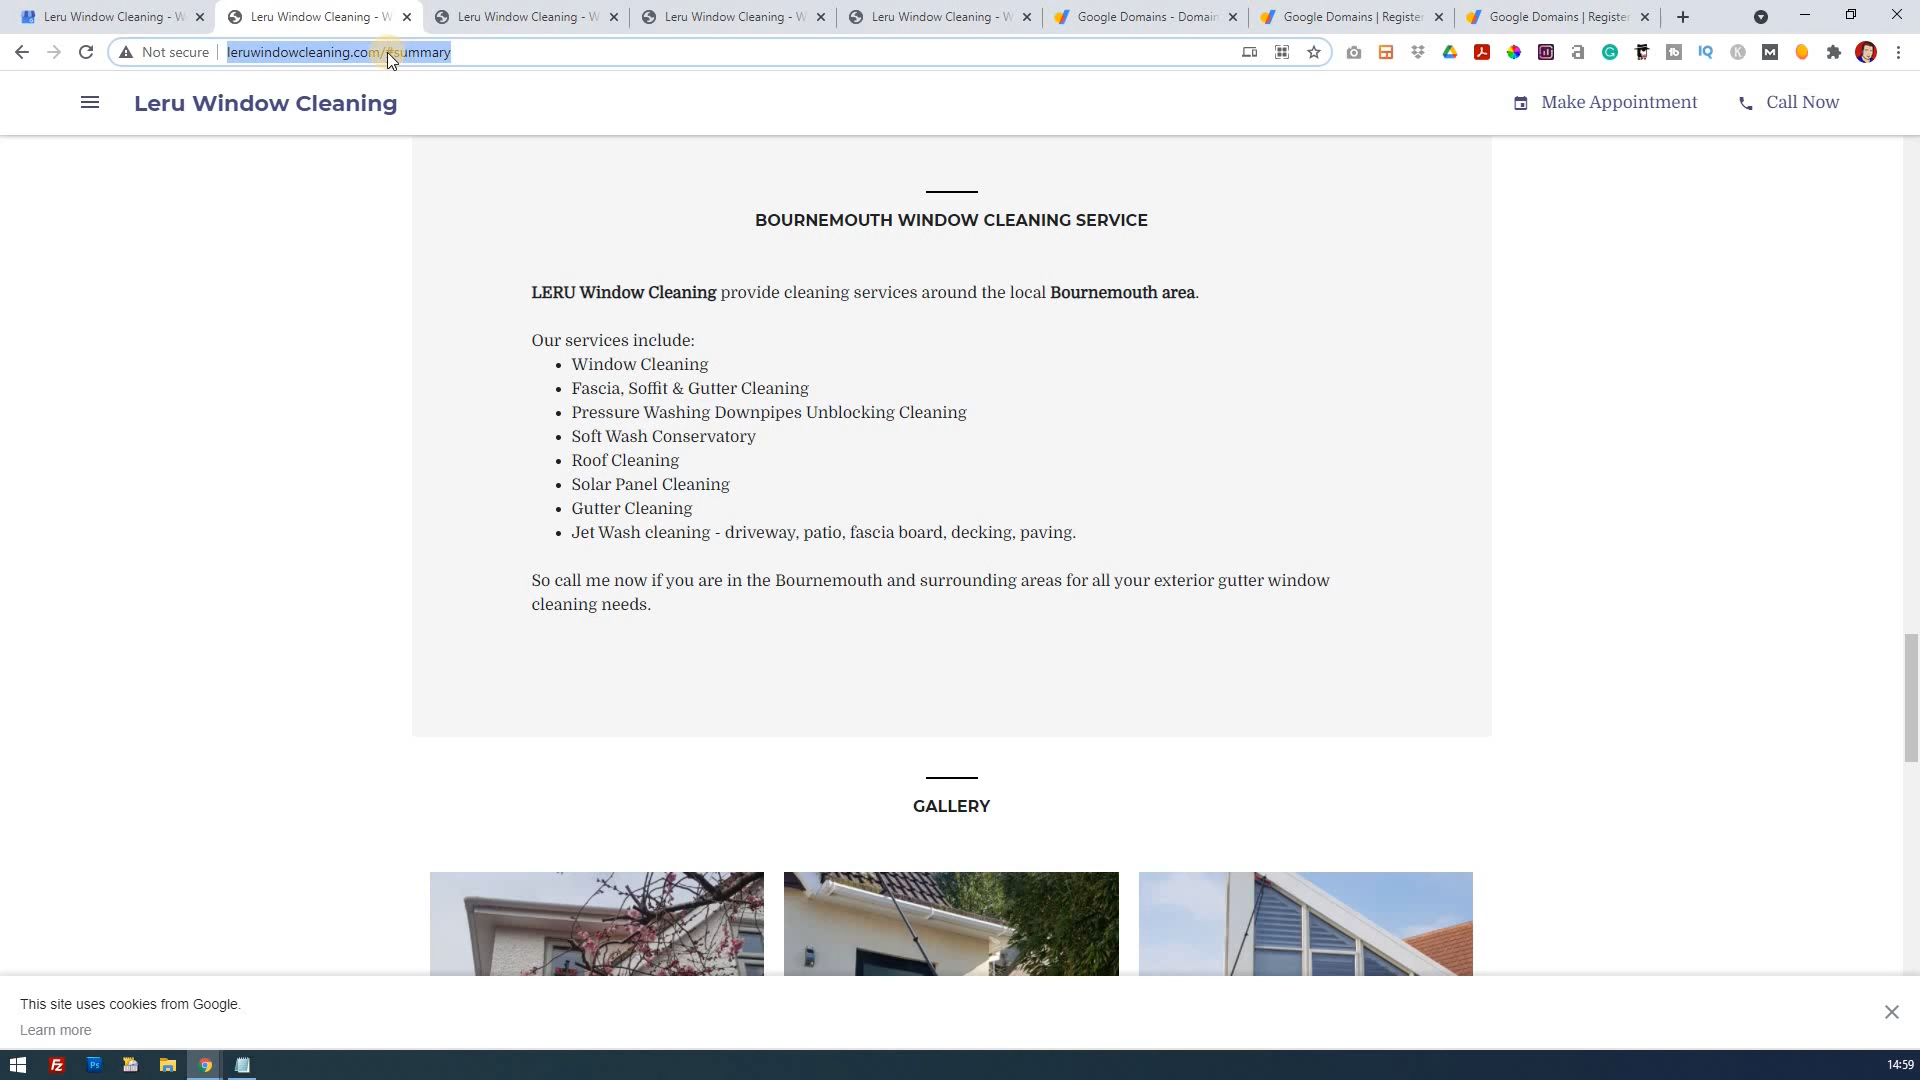 Leru Window Cleaning - W
Leru Window Cleaning - W
Leru Window Cleaning - W
Leru Window Cleaning - W
Leru Window Cleaning - W
Google Domains - Domain
Google Domains | Register
Google Domains | Register
Not secure
leruwindowcleaning.com/#summary
Leru Window Cleaning
Make Appointment
Call Now
BOURNEMOUTH WINDOW CLEANING SERVICE
LERU Window Cleaning provide cleaning services around the local Bournemouth area.
Our services include:
• Window Cleaning
• Fascia, Soffit & Gutter Cleaning
• Pressure Washing Downpipes Unblocking Cleaning
• Soft Wash Conservatory
• Roof Cleaning
• Solar Panel Cleaning
• Gutter Cleaning
• Jet Wash cleaning - driveway, patio, fascia board, decking, paving.
So call me now if you are in the Bournemouth and surrounding areas for all your exterior gutter window
cleaning needs.
GALLERY
This site uses cookies from Google.
Learn more
14:59